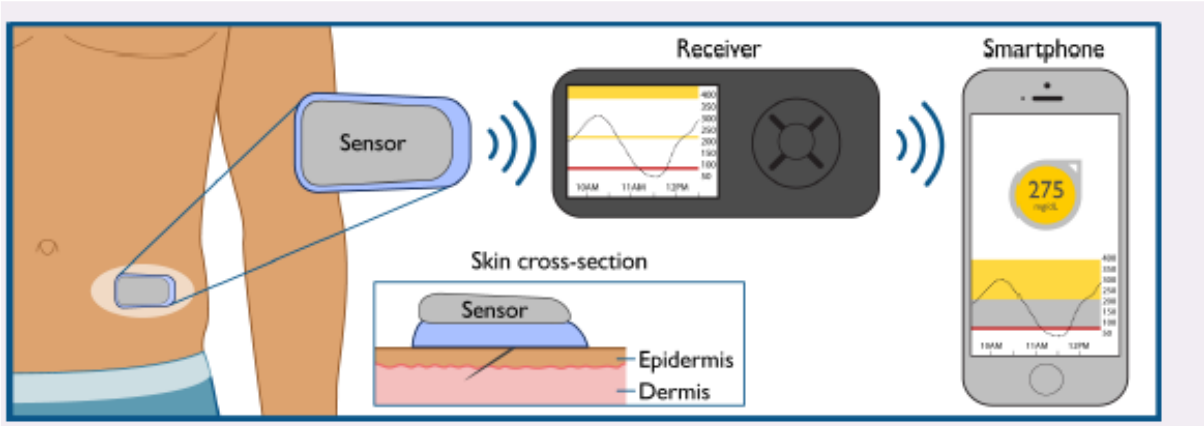 Receiver
Smartphone
Sensor
400
350
300
250
200
150
100
50
10AM 11AM 12PM
275
mg/dL
Skin cross-section
Sensor
Epidermis
Dermis
400
350
300
250
200
150
100
50
10AM 11AM 12PM